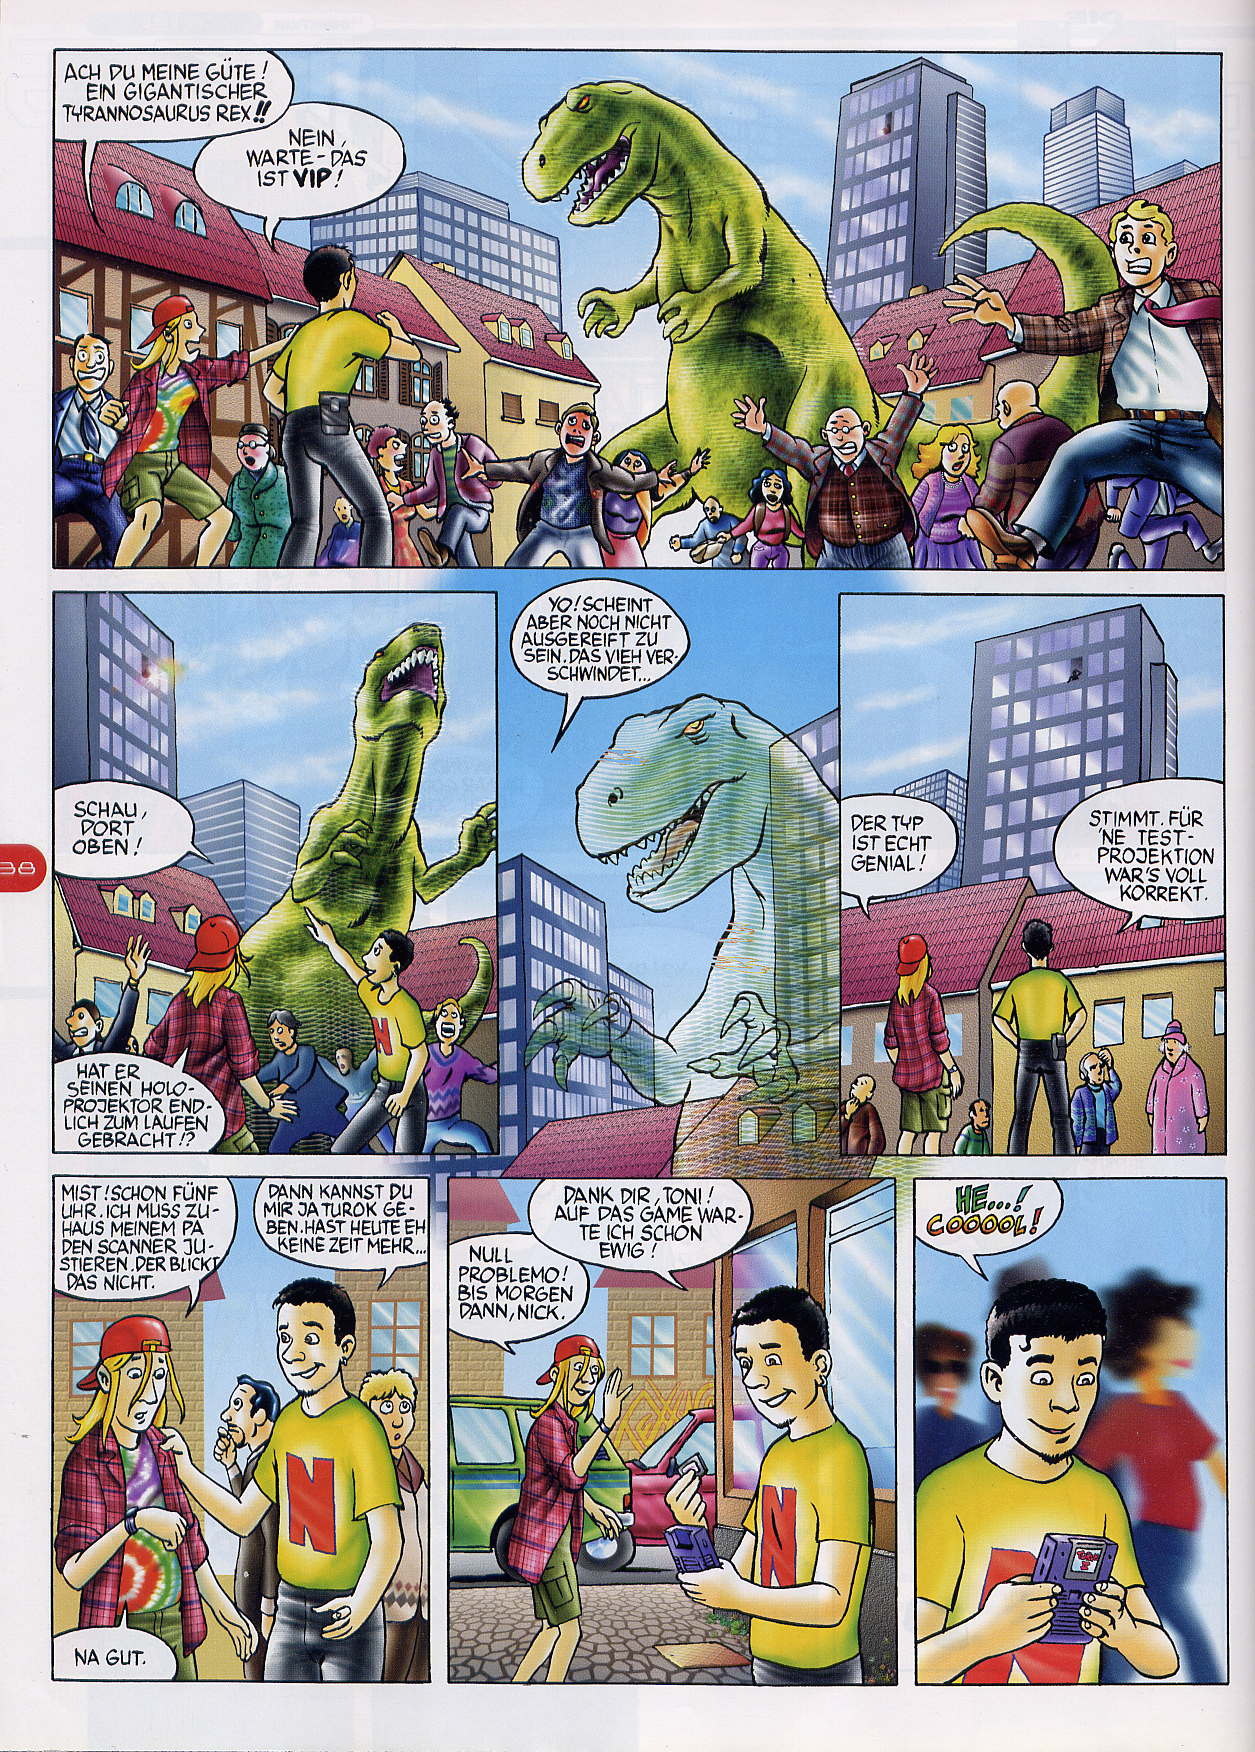 ACH DU MEINE GÜTE!
EIN GIGANTISCHER
TYRANNOSAURUS REX!!
NEIN,
WARTE-DAS
IST VIP!
SCHAU,
DORT
OBEN!
HAT ER
SEINEN HOLO-
PROJEKTOR END-
LICH ZUM LAUFEN
GEBRACHT!?
N
YO! SCHEINT
ABER NOCH NICHT
AUSGEREIFT ZU
SEIN. DAS VIEH VER-
SCHWINDET...
DER TYP
IST ECHT
GENIAL!
STIMMT. FÜR
'NE TEST-
PROJEKTION
WAR'S VOLL
KORREKT.
38
MIST! SCHON FÜNF
UHR. ICH MUSS ZU-
HAUS MEINEM PA
DEN SCANNER JU-
STIEREN. DER BLICKT
DAS NICHT.
DANN KANNST DU
MIR JA TUROK GE-
BEN. HAST HEUTE EH
KEINE ZEIT MEHR...
N
NA GUT.
DANK DIR, TONI!
AUF DAS GAME WAR-
TE ICH SCHON
EWIG!
NULL
PROBLEMO!
BIS MORGEN
DANN, NICK.
N
HE...!
COOOOL!
N